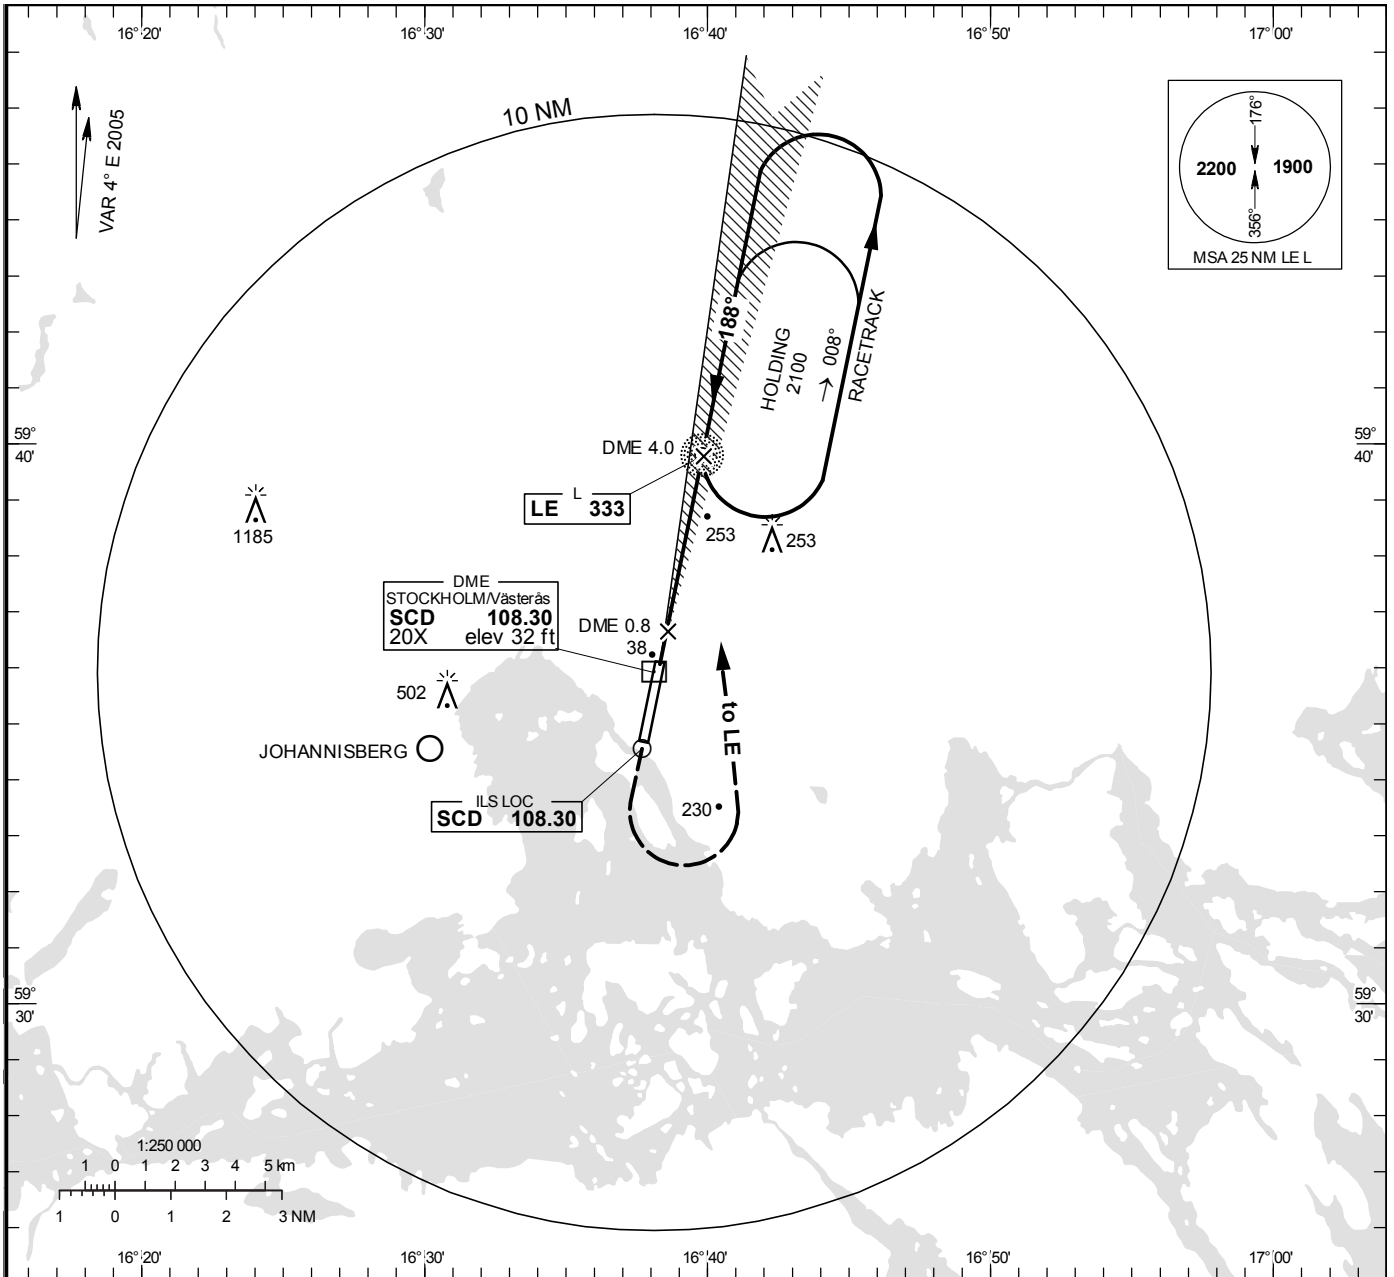 16°20'
16°30'
16°40'
16°50'
17°00'
10 NM
VAR 4° E 2005
176°
2200 1900
356°
MSA 25 NM LE L
188°
HOLDING
2100
→ 008°
RACETRACK
59°
40'
59°
40'
DME 4.0
L
LE 333
253
253
1185
DME
STOCKHOLM/Västerås
SCD 108.30
20X elev 32 ft
DME 0.8
38
502
to LE
JOHANNISBERG
ILS LOC
SCD 108.30
230
59°
30'
59°
30'
1:250 000
1 0 1 2 3 4 5 km
1 0 1 2 3 NM
16°20'
16°30'
16°40'
16°50'
17°00'